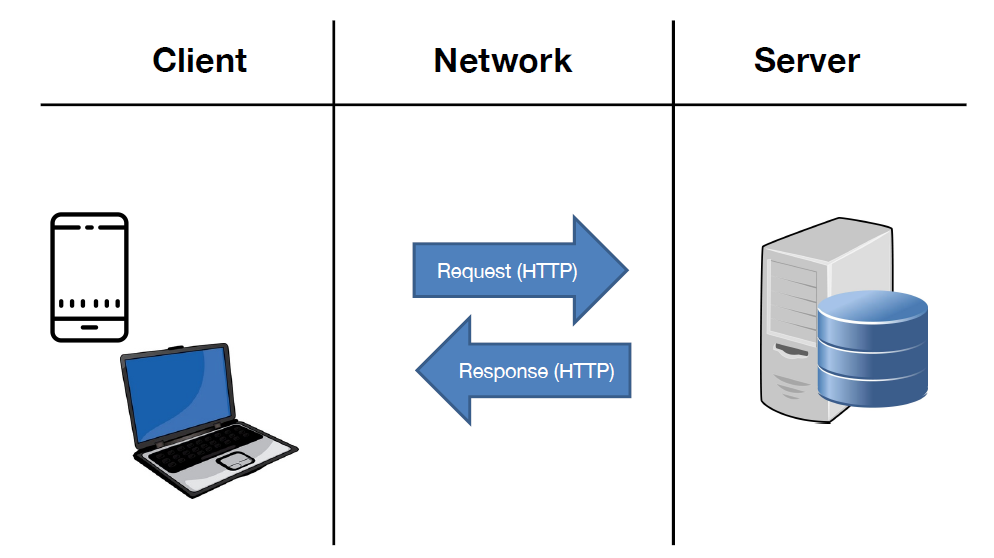 Client
Network
Server
Request (HTTP)
Response (HTTP)